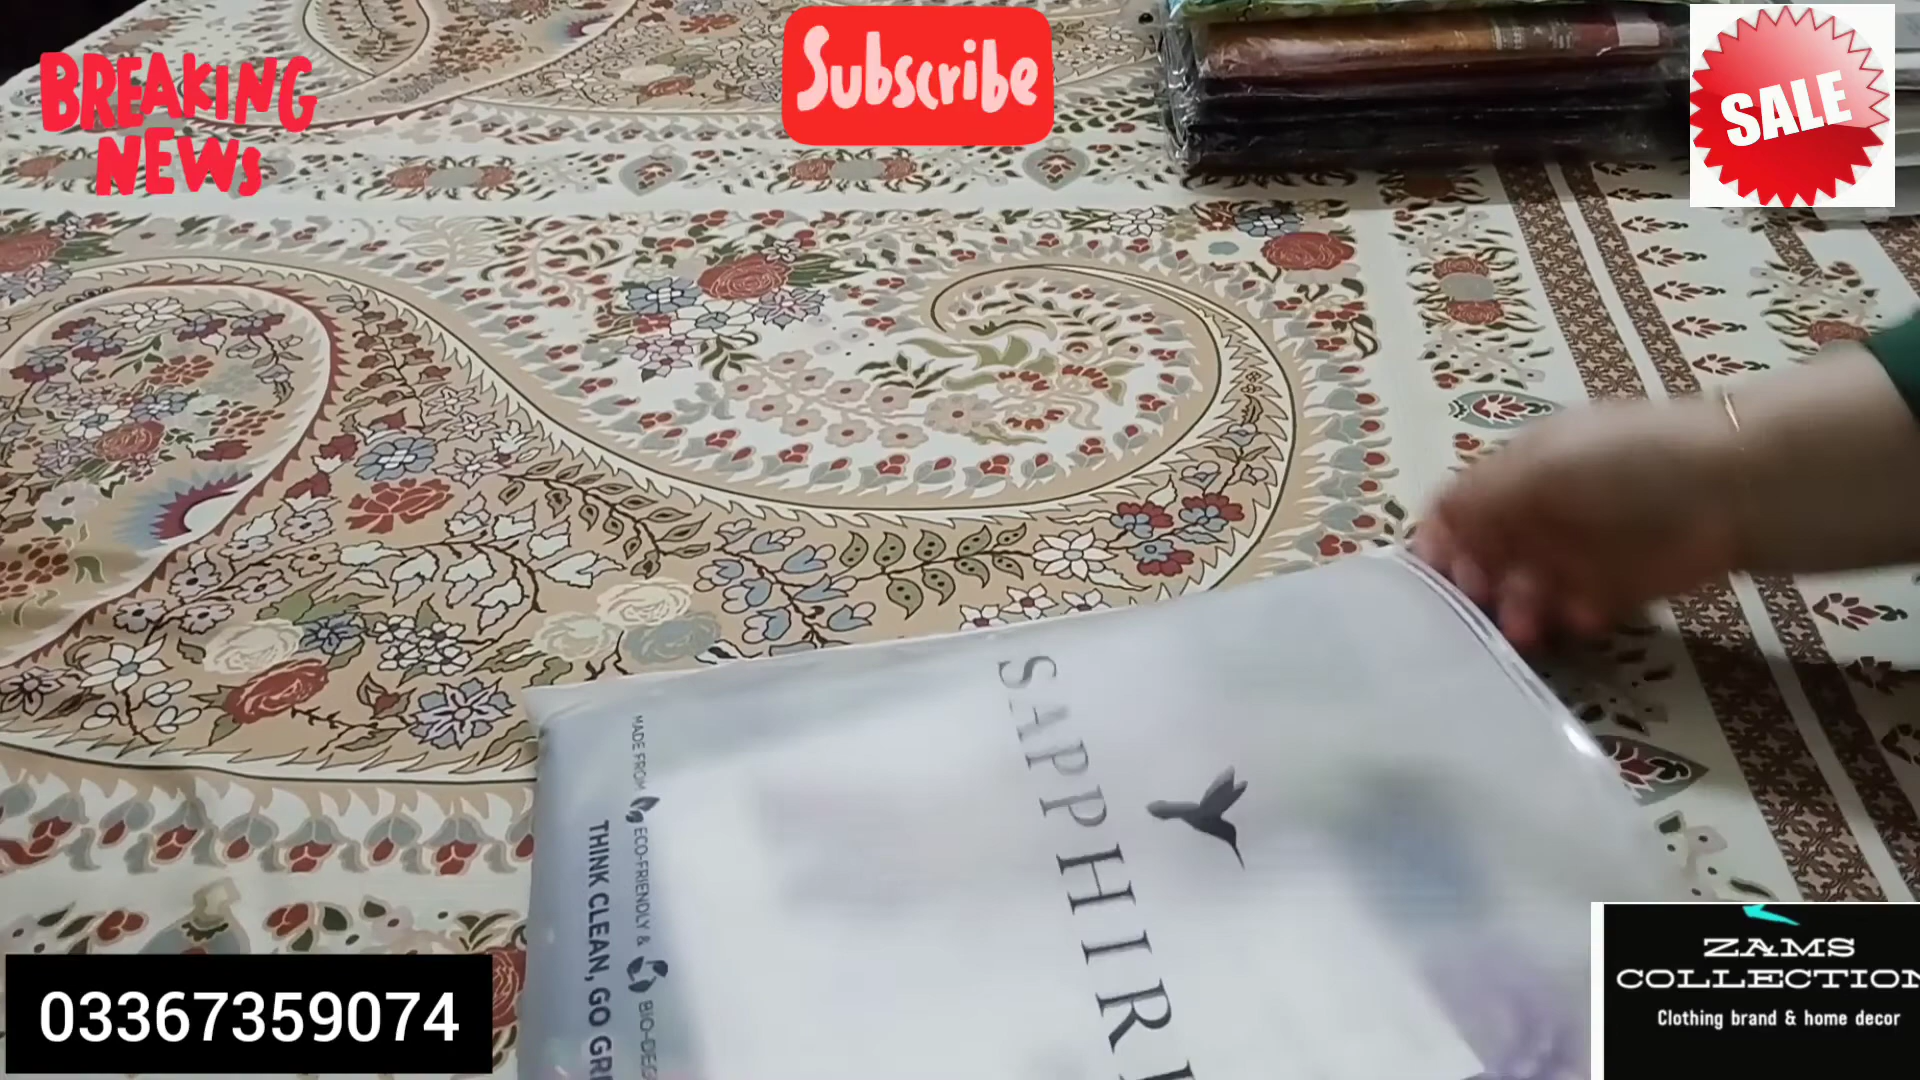 BREAKING
NEWS
Subscribe
SALE
SAPPHIR
MADE FROM ECO-FRIENDLY & BIO-DEG
THINK CLEAN, GO GR
03367359074
ZAMS
COLLECTION
Clothing brand & home decor